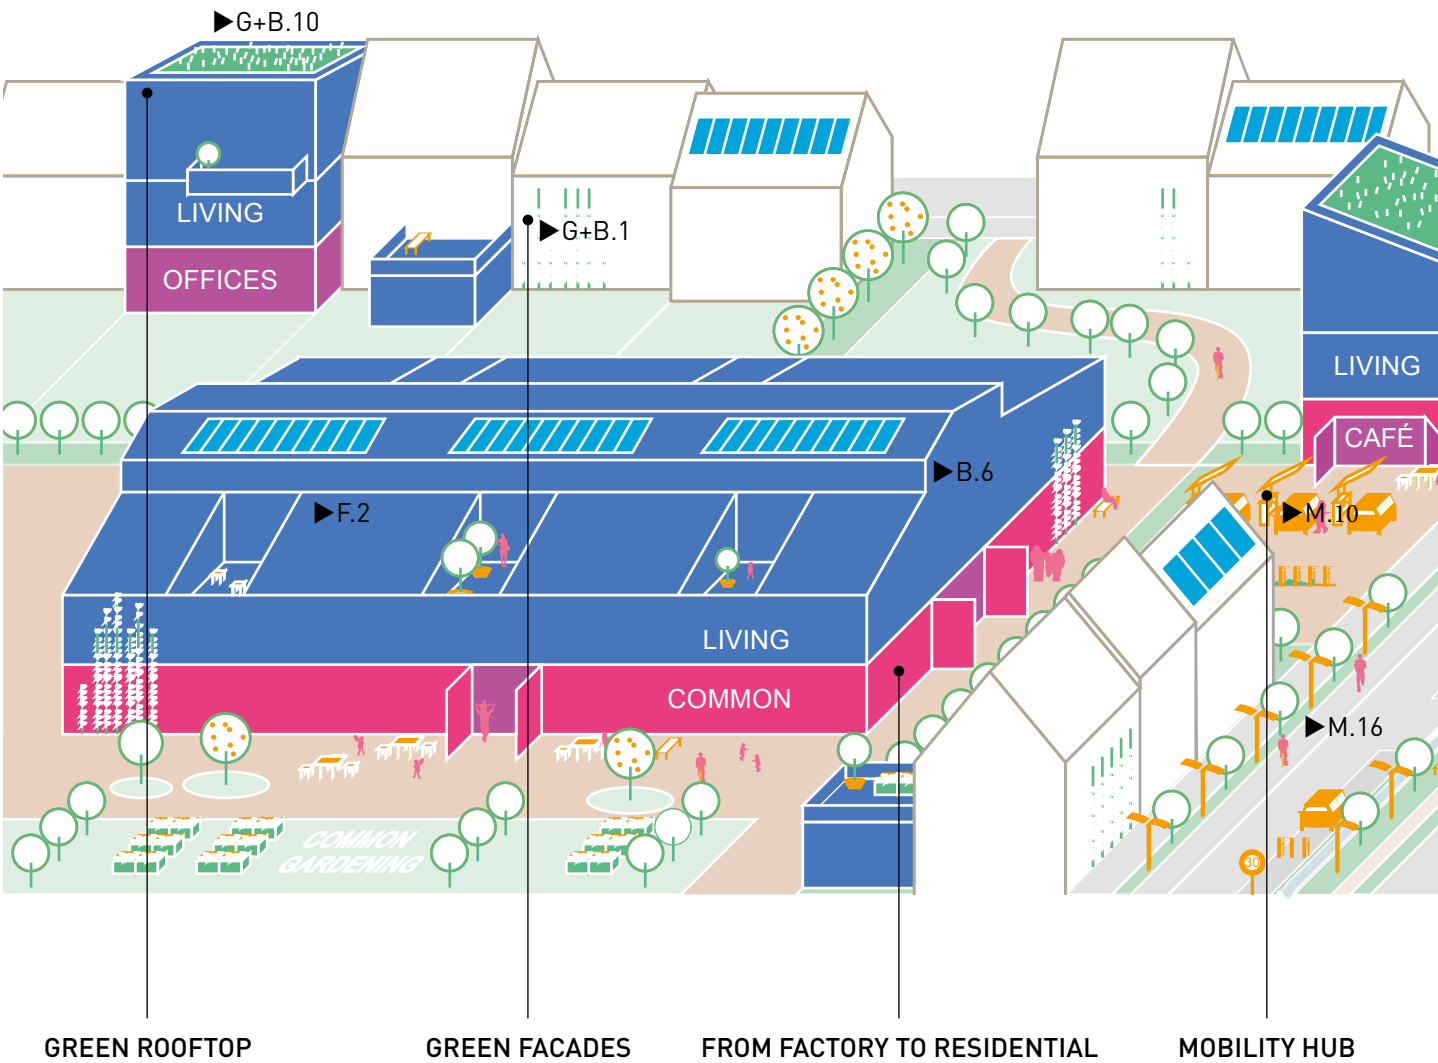 ▶G+B.10
LIVING
▶G+B.1
OFFICES
LIVING
CAFÉ
▶B.6
▶F.2
▶M.10
LIVING
COMMON
▶M.16
COMMON
GARDENING
30
GREEN ROOFTOP
GREEN FACADES
FROM FACTORY TO RESIDENTIAL
MOBILITY HUB